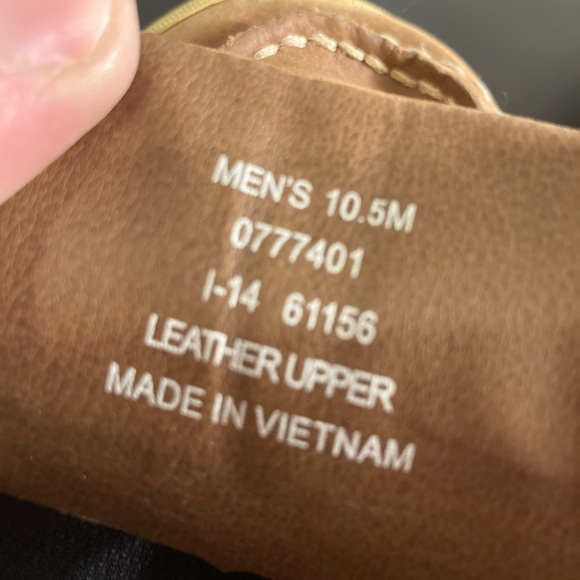 MEN'S 10.5M
0777401
I-14 61156
LEATHER UPPER
MADE IN VIETNAM